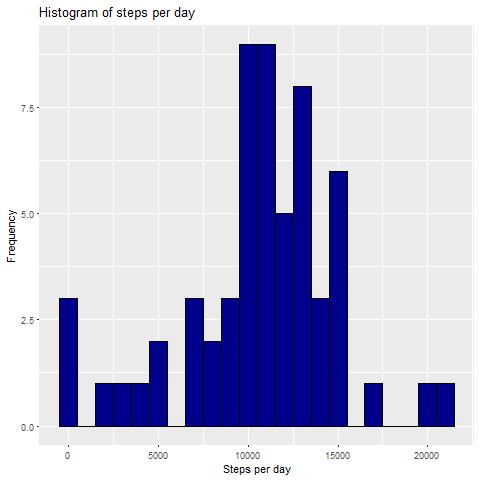 Histogram of steps per day
Frequency
7.5
5.0
2.5
0.0
0 5000 10000 15000 20000
Steps per day